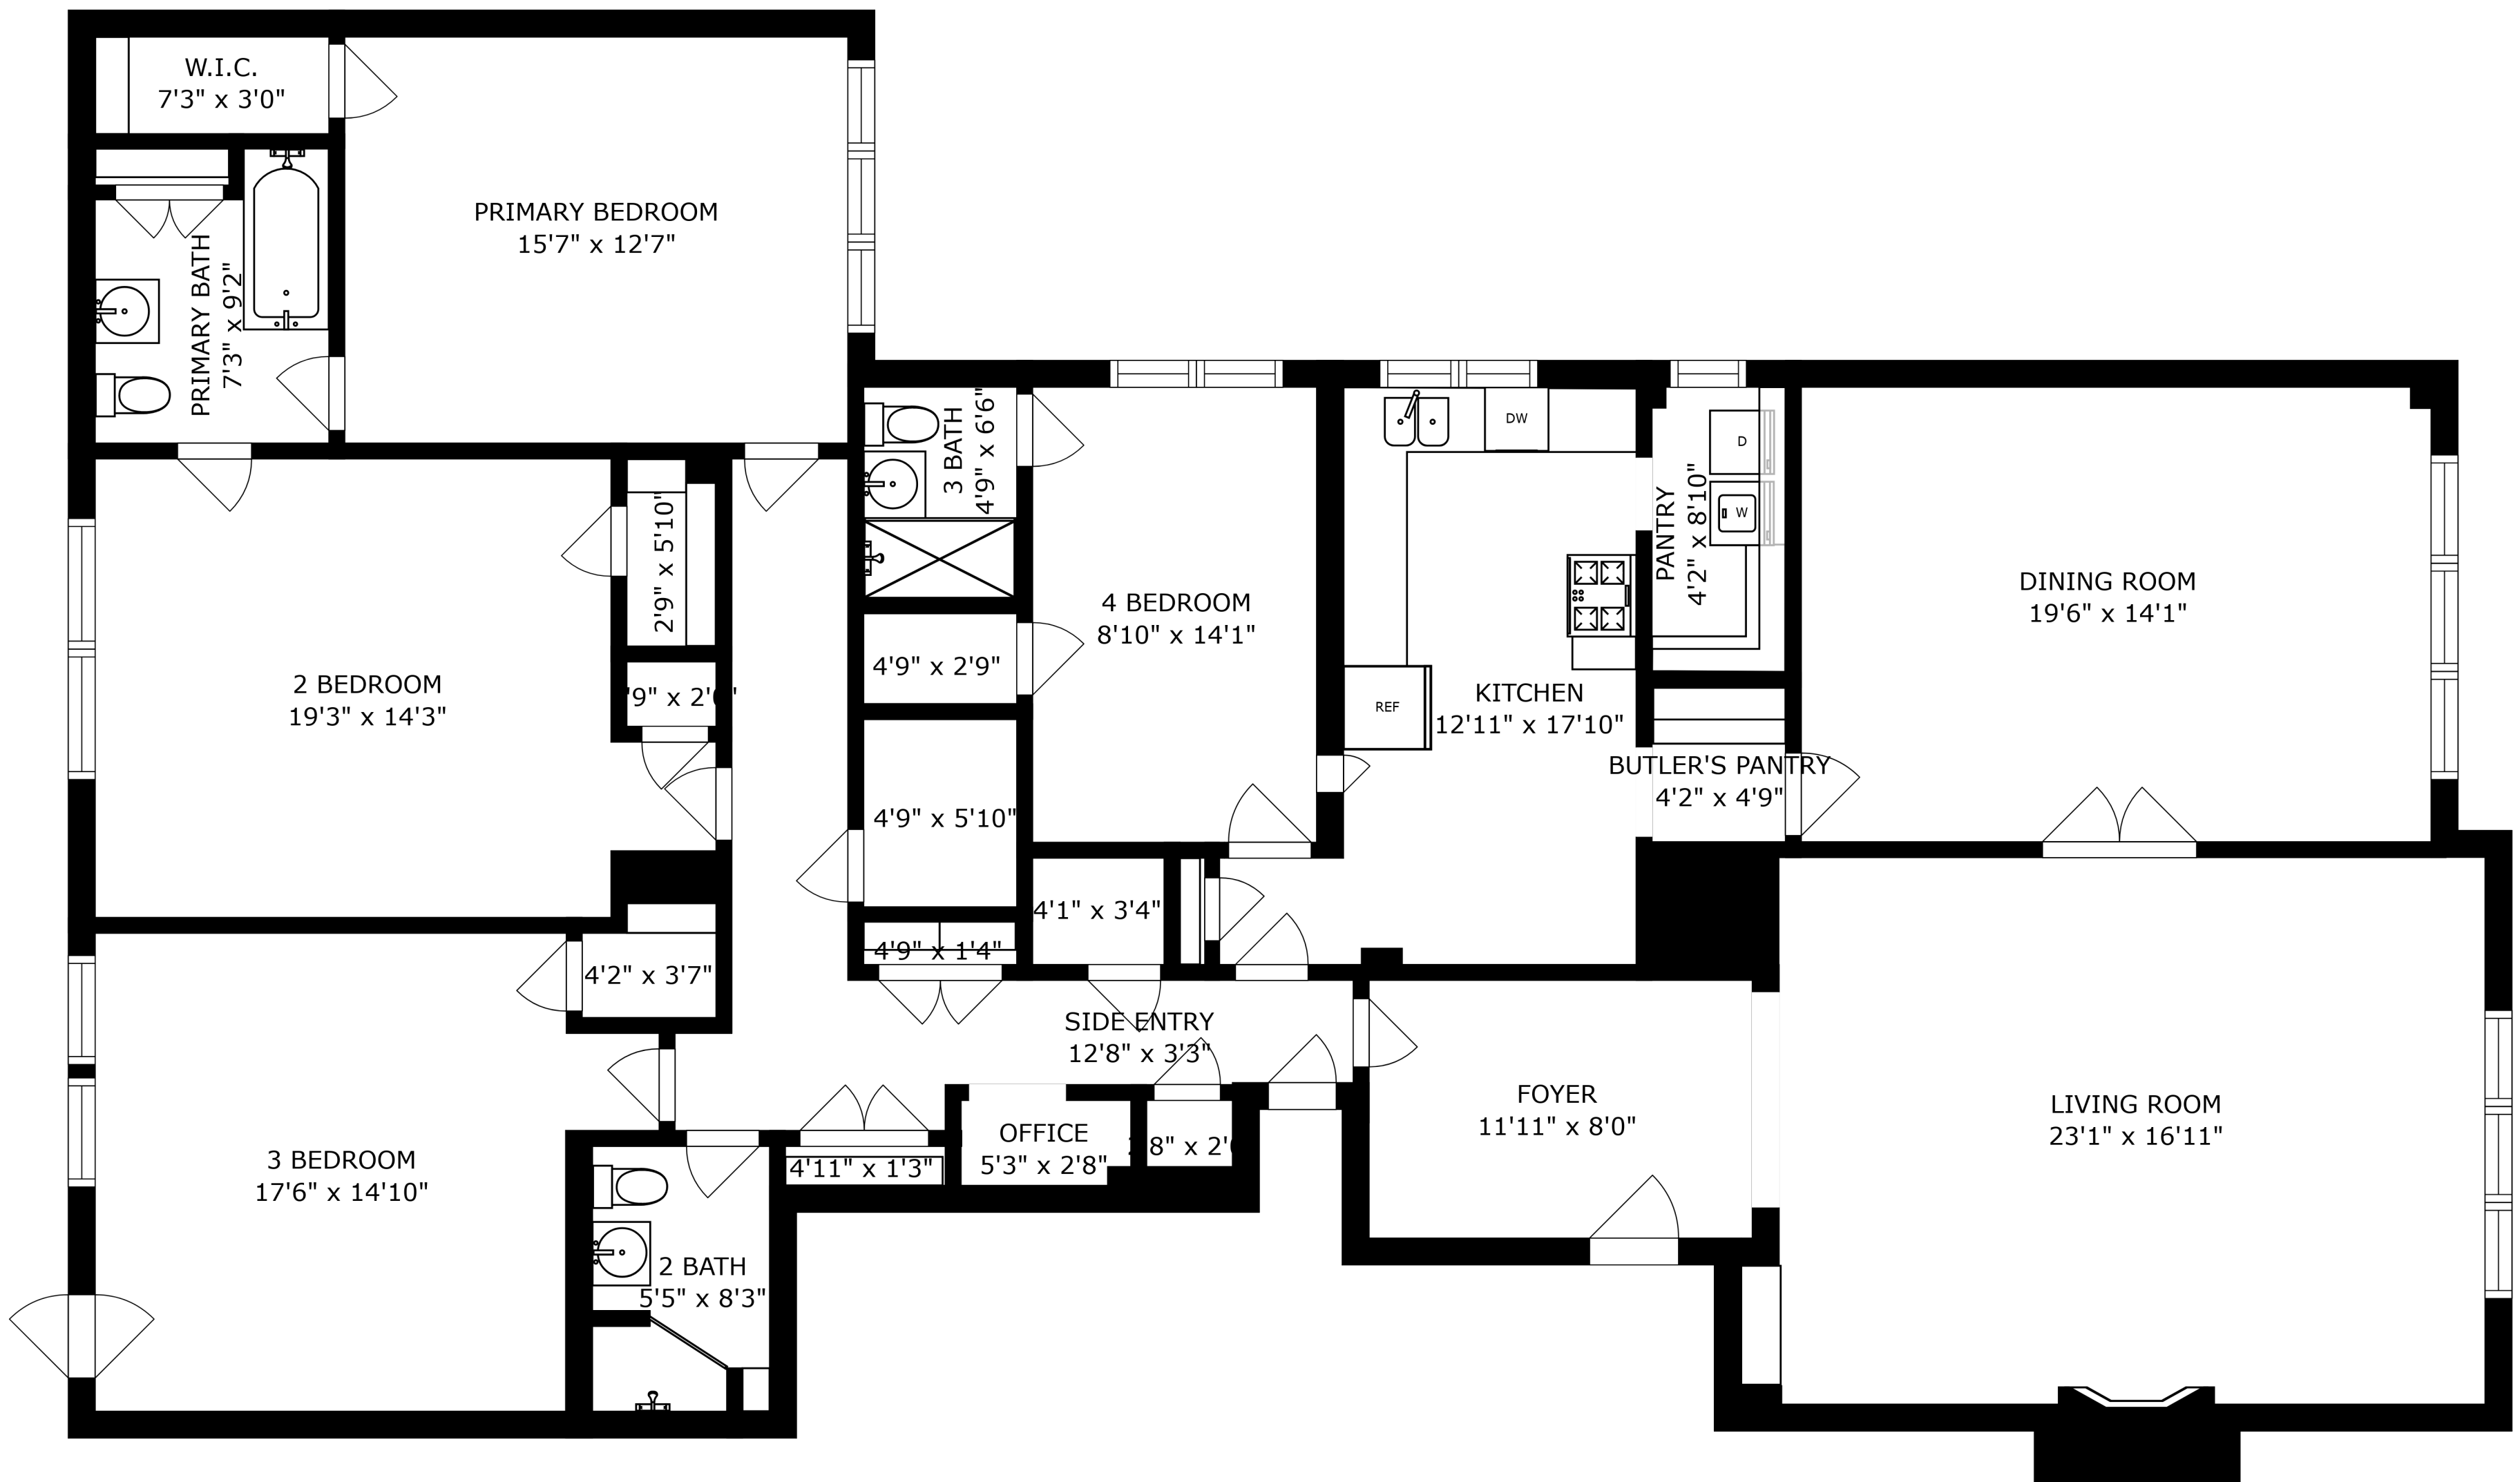 W.I.C.
7'3" x 3'0"
PRIMARY BEDROOM
15'7" x 12'7"
PRIMARY BATH
7'3" x 9'2"
3 BATH
4'9" x 6'6"
DW
D
W
PANTRY
4'2" x 8'10"
2'9" x 5'10"
DINING ROOM
19'6" x 14'1"
4 BEDROOM
8'10" x 14'1"
4'9" x 2'9"
2 BEDROOM
19'3" x 14'3"
'9" x 2'
KITCHEN
12'11" x 17'10"
REF
BUTLER'S PANTRY
4'2" x 4'9"
4'9" x 5'10"
4'1" x 3'4"
4'9" x 1'4"
4'2" x 3'7"
SIDE ENTRY
12'8" x 3'3"
FOYER
11'11" x 8'0"
LIVING ROOM
23'1" x 16'11"
OFFICE
5'3" x 2'8"
8" x 2'
4'11" x 1'3"
3 BEDROOM
17'6" x 14'10"
2 BATH
5'5" x 8'3"